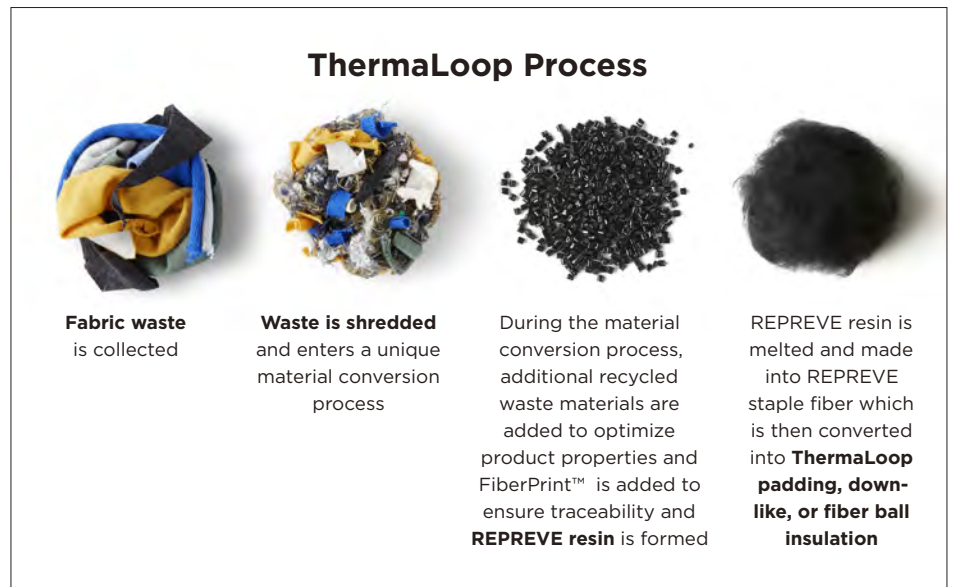 ThermaLoop Process
Fabric waste
is collected
Waste is shredded
and enters a unique
material conversion
process
During the material
conversion process,
additional recycled
waste materials are
added to optimize
product properties and
FiberPrint™ is added to
ensure traceability and
REPREVE resin is formed
REPREVE resin is
melted and made
into REPREVE
staple fiber which
is then converted
into ThermaLoop
padding, down-
like, or fiber ball
insulation